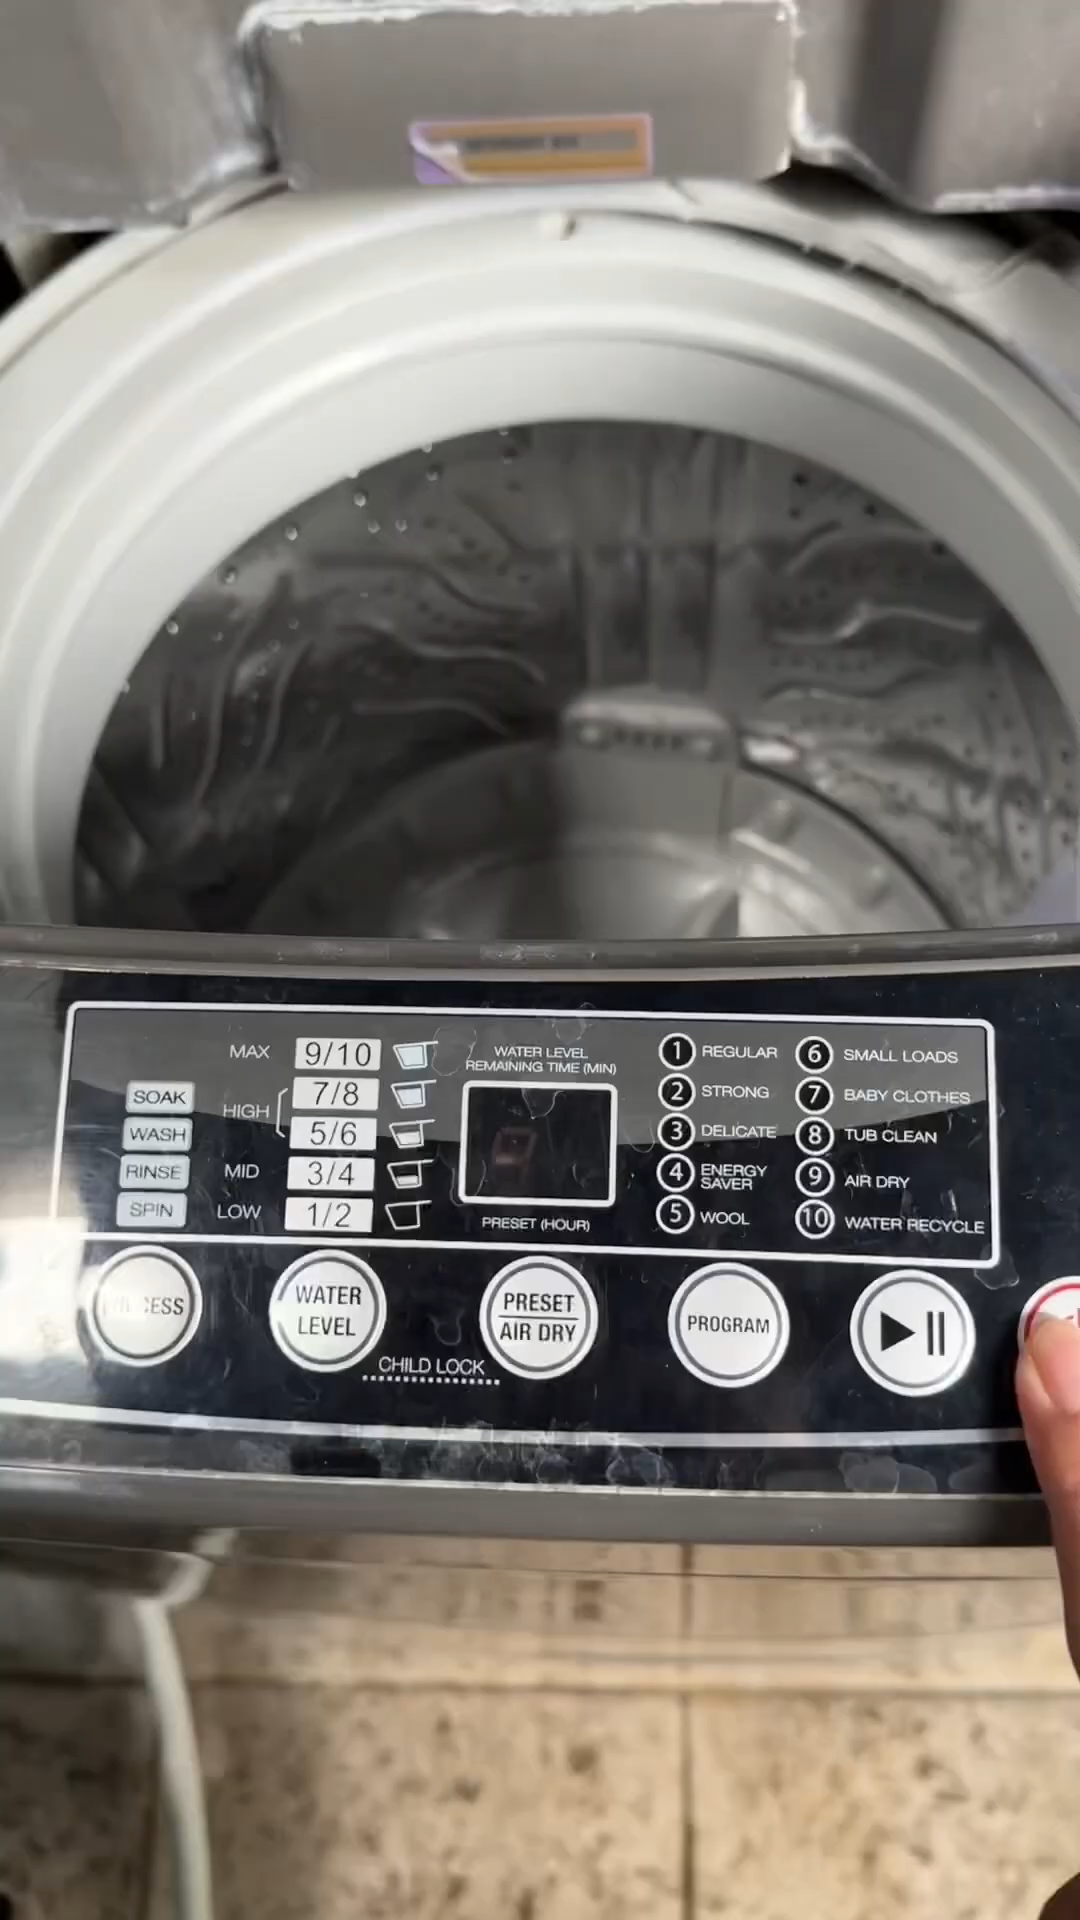 MAX 9/10
7/8
HIGH
5/6
MID 3/4
LOW 1/2
SOAK
WASH
RINSE
SPIN
WATER LEVEL
REMAINING TIME (MIN)
PRESET (HOUR)
1 REGULAR
2 STRONG
3 DELICATE
4 ENERGY
SAVER
5 WOOL
6 SMALL LOADS
7 BABY CLOTHES
8 TUB CLEAN
9 AIR DRY
10 WATER RECYCLE
WATER
LEVEL
PRESET
AIR DRY
PROGRAM
CHILD LOCK